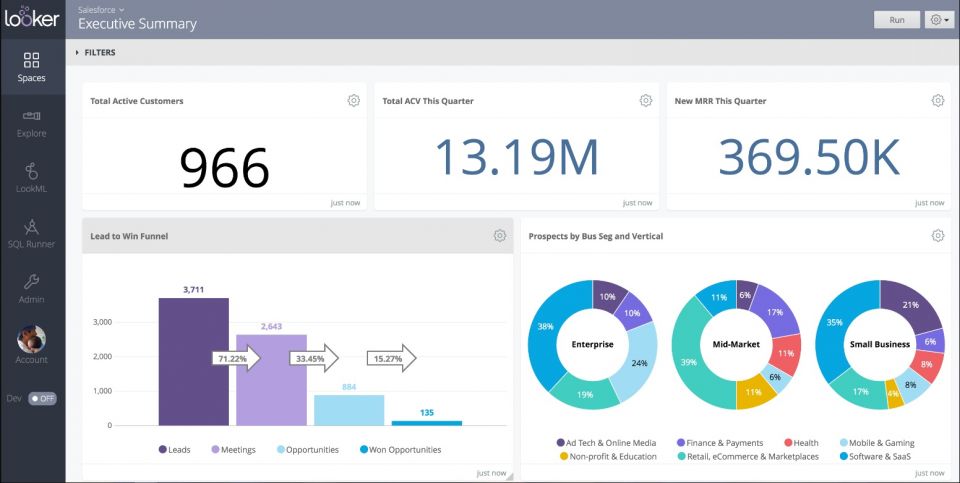 looker
Salesforce
Executive Summary
Run
FILTERS
Spaces
Explore
LookML
SQL Runner
Admin
Account
Dev OFF
Total Active Customers
966
just now
Total ACV This Quarter
13.19M
just now
New MRR This Quarter
369.50K
just now
Lead to Win Funnel
3,711
2,643
884
135
71.22%
33.45%
15.27%
3,000
2,000
1,000
0
Leads Meetings Opportunities Won Opportunities
just now
Prospects by Bus Seg and Vertical
Enterprise
10%
10%
24%
19%
38%
Mid-Market
6%
17%
11%
6%
11%
39%
11%
Small Business
21%
6%
8%
8%
4%
17%
35%
Ad Tech & Online Media Finance & Payments Health Mobile & Gaming
Non-profit & Education Retail, eCommerce & Marketplaces Software & SaaS
just now